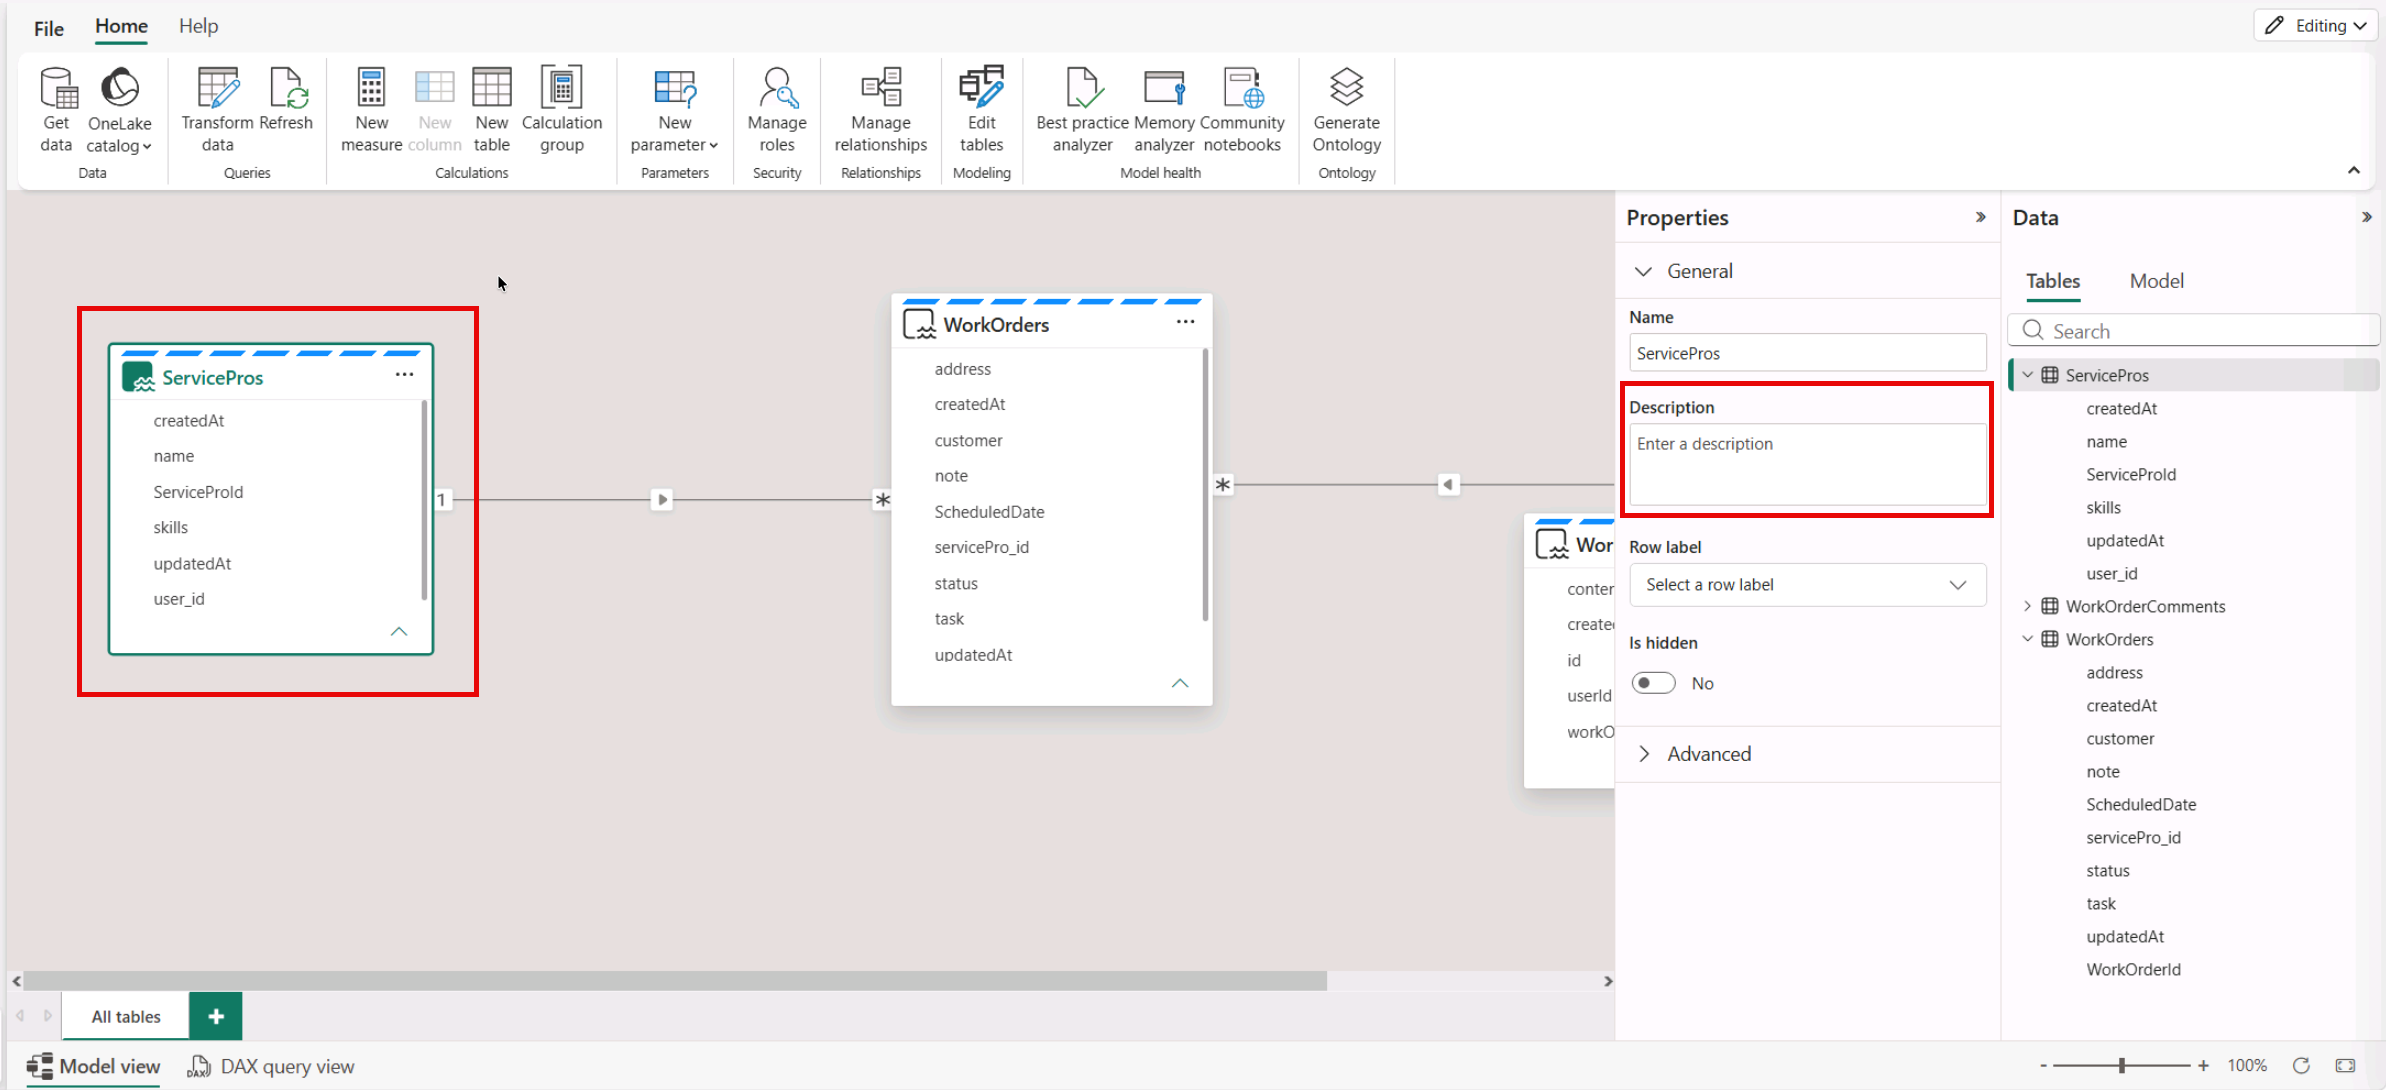 File
Home
Help
Editing
Get data
OneLake catalog
Data
Transform data
Refresh
Queries
New measure
New column
New table
Calculation group
Calculations
New parameter
Parameters
Manage roles
Security
Manage relationships
Relationships
Edit tables
Modeling
Best practice analyzer
Memory analyzer
Community notebooks
Model health
Generate Ontology
Ontology
ServicePros
createdAt
name
ServiceProId
skills
updatedAt
user_id
1
*
WorkOrders
address
createdAt
customer
note
ScheduledDate
servicePro_id
status
task
updatedAt
*
Wor
conter
create
id
userId
workO
Properties
General
Name
ServicePros
Description
Enter a description
Row label
Select a row label
Is hidden
No
Advanced
Data
Tables
Model
Search
ServicePros
createdAt
name
ServiceProId
skills
updatedAt
user_id
WorkOrderComments
WorkOrders
address
createdAt
customer
note
ScheduledDate
servicePro_id
status
task
updatedAt
WorkOrderId
All tables
+
Model view
DAX
DAX query view
- + 100%